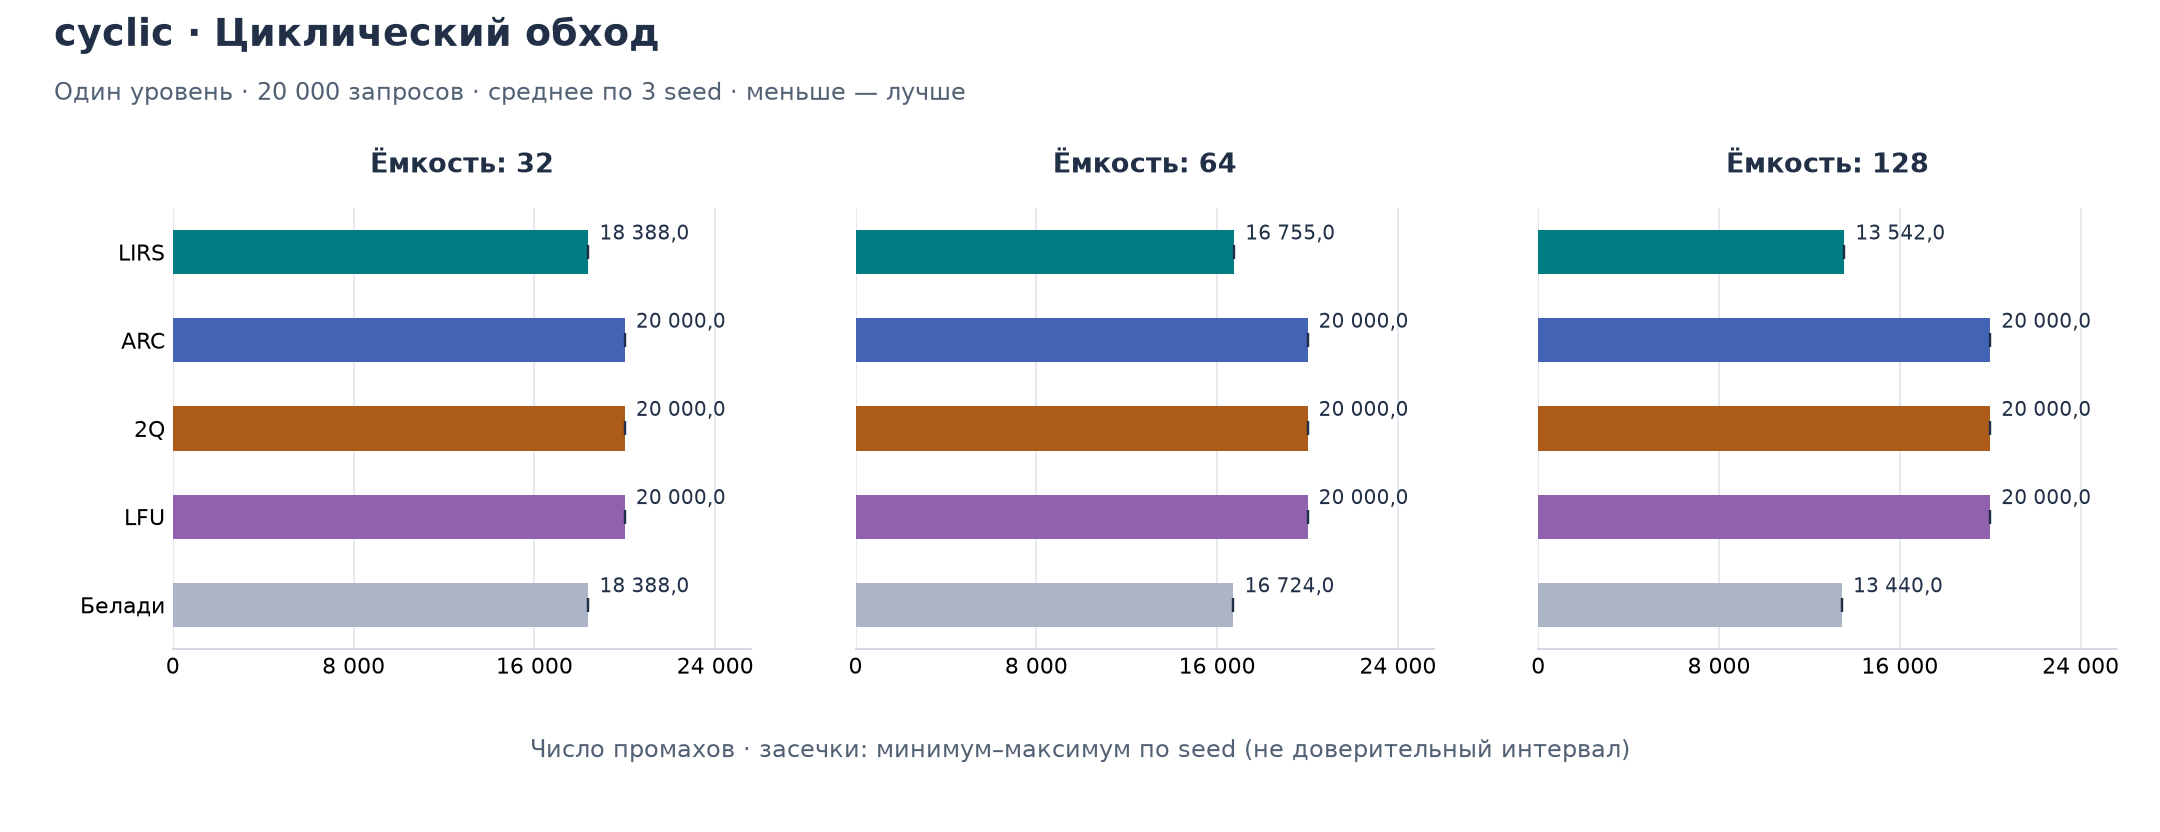 cyclic · Циклический обход
Один уровень · 20 000 запросов · среднее по 3 seed · меньше — лучше
Ёмкость: 32
Ёмкость: 64
Ёмкость: 128
LIRS
18 388,0
16 755,0
13 542,0
ARC
20 000,0
20 000,0
20 000,0
2Q
20 000,0
20 000,0
20 000,0
LFU
20 000,0
20 000,0
20 000,0
Белади
18 388,0
16 724,0
13 440,0
0 8 000 16 000 24 000
0 8 000 16 000 24 000
0 8 000 16 000 24 000
Число промахов · засечки: минимум–максимум по seed (не доверительный интервал)